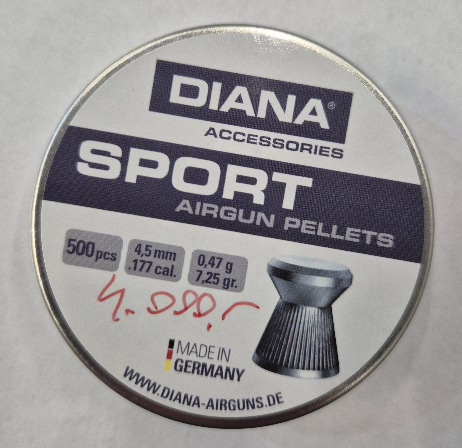 DIANA®
ACCESSORIES
SPORT
AIRGUN PELLETS
500 pcs
4,5 mm
.177 cal.
0,47 g
7,25 gr.
MADE IN
GERMANY
WWW.DIANA-AIRGUNS.DE